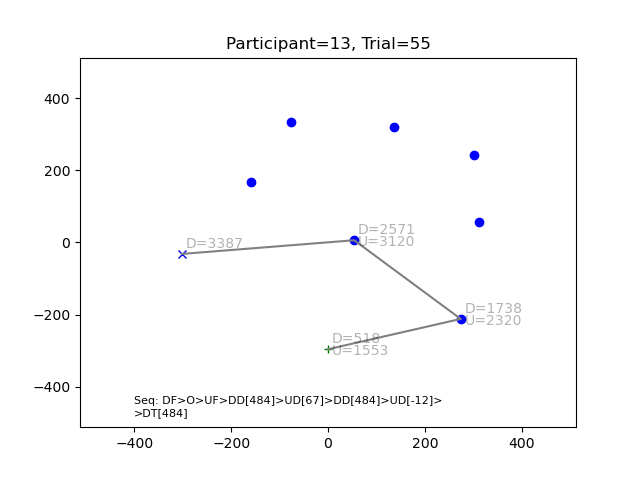 Participant=13, Trial=55
400
200
0
−200
−400
D=3387
D=2571
U=3120
D=1738
U=2320
D=518
U=1553
Seq: DF>O>UF>DD[484]>UD[67]>DD[484]>UD[-12]>
>DT[484]
−400
−200
0
200
400